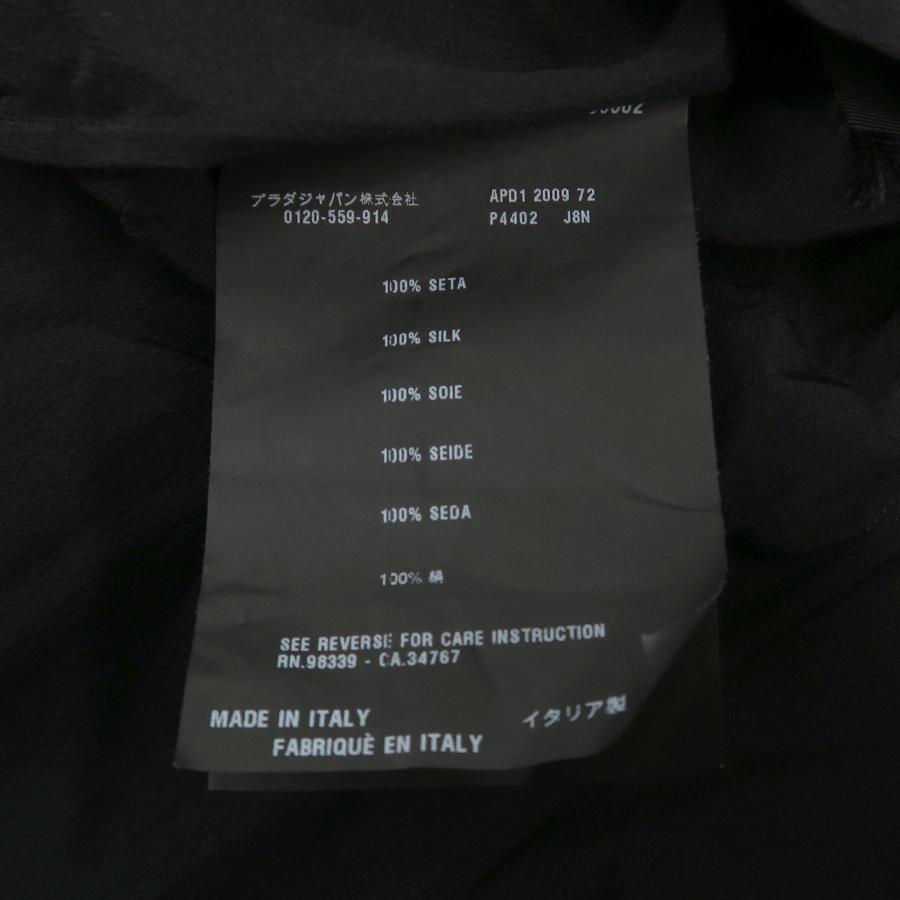 プラダジャパン株式会社
0120-559-914
APD1 2009 72
P4402 J8N
100% SETA
100% SILK
100% SOIE
100% SEIDE
100% SEDA
100% 絹
SEE REVERSE FOR CARE INSTRUCTION
RN.98339 - CA.34767
MADE IN ITALY
FABRIQUÈ EN ITALY
イタリア製